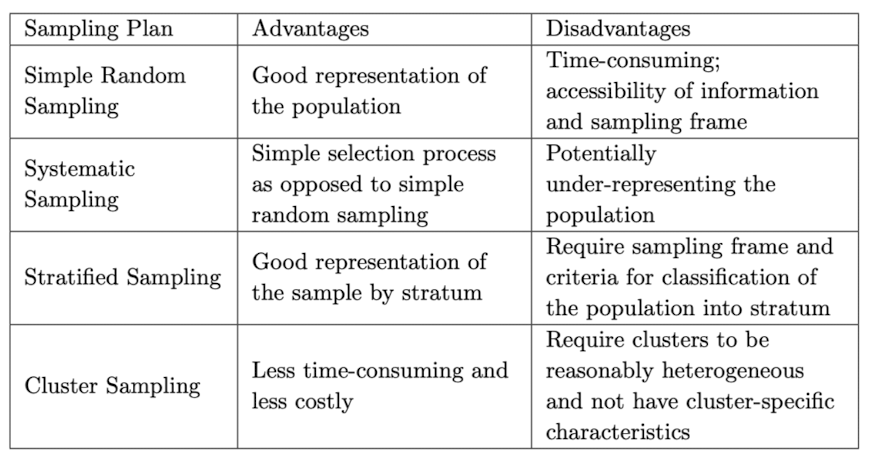 Sampling Plan
Advantages
Disadvantages
Simple Random
Sampling
Good representation of
the population
Time-consuming;
accessibility of information
and sampling frame
Systematic
Sampling
Simple selection process
as opposed to simple
random sampling
Potentially
under-representing the
population
Stratified Sampling
Good representation of
the sample by stratum
Require sampling frame and
criteria for classification of
the population into stratum
Cluster Sampling
Less time-consuming and
less costly
Require clusters to be
reasonably heterogeneous
and not have cluster-specific
characteristics